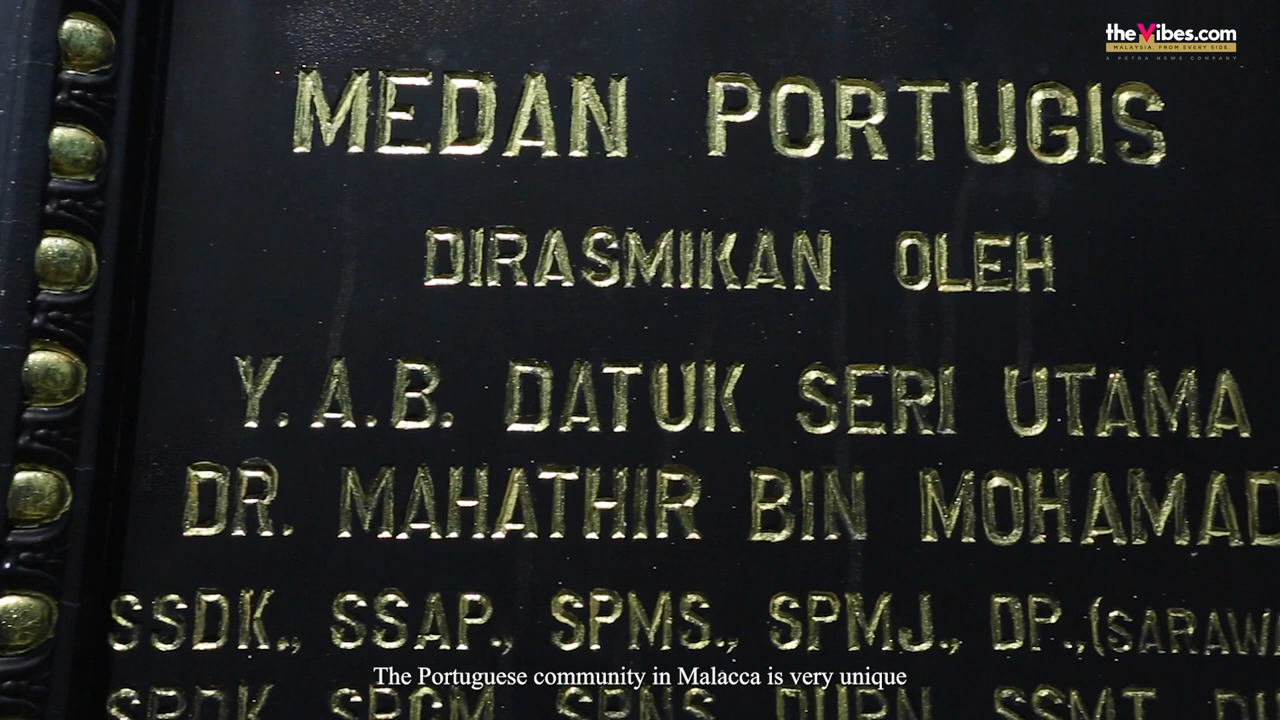 theVibes.com
MALAYSIA. FROM EVERY SIDE.
A PETRA NEWS COMPANY
MEDAN PORTUGIS
DIRASMIKAN OLEH
Y.A.B. DATUK SERI UTAMA
DR. MAHATHIR BIN MOHAMAD
SSDK., SSAP., SPMS., SPMJ., DP.,(SARAW
The Portuguese community in Malacca is very unique